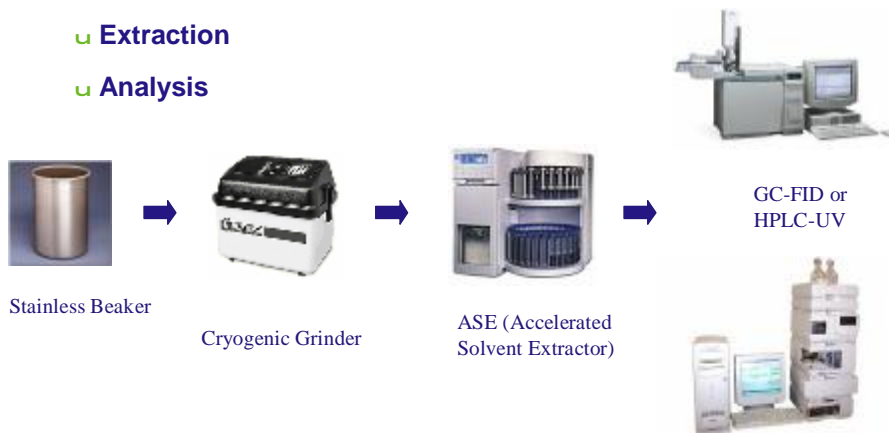 u Extraction
u Analysis
GC-FID or
HPLC-UV
Stainless Beaker
Cryogenic Grinder
ASE (Accelerated
Solvent Extractor)